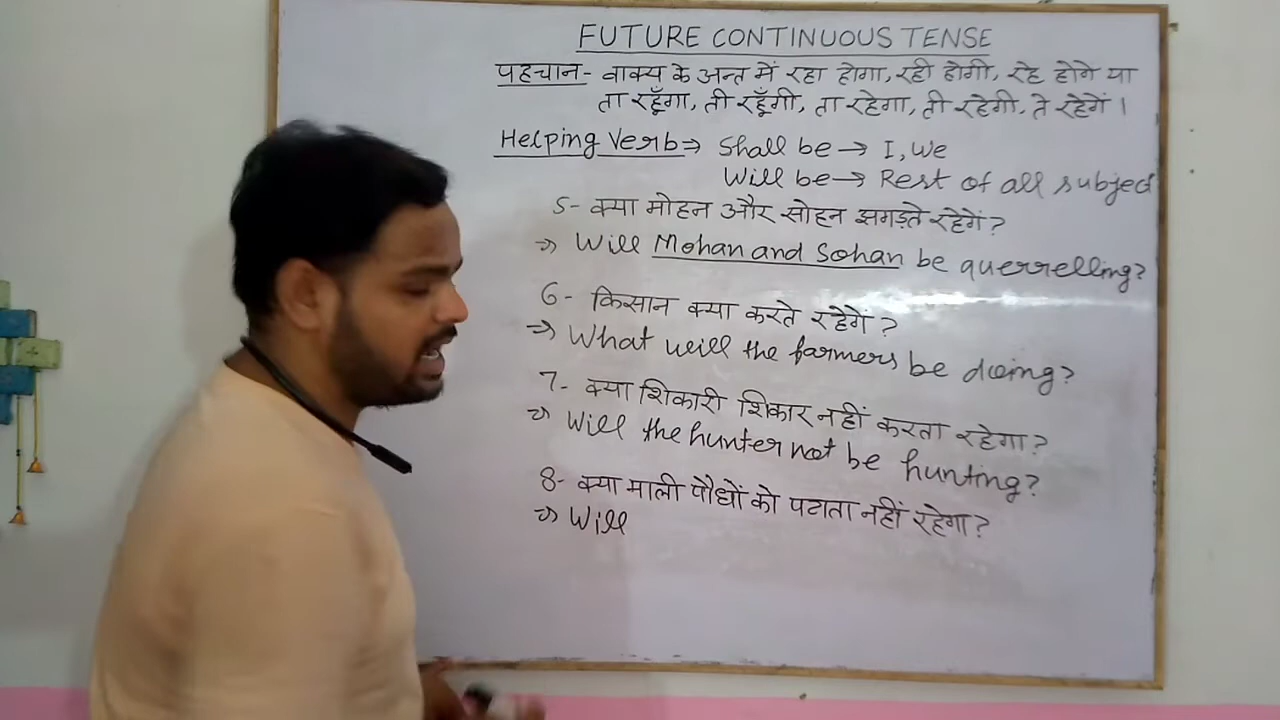 FUTURE CONTINUOUS TENSE
पहचान- वाक्य के अन्त में रहा होगा, रही होगी, रहे होगे या
ता रहूँगा, ती रहूँगी, ता रहेगा, ती रहेगी, ते रहेगें।
Helping Verb⇒ Shall be → I, We
Will be → Rest of all subject
5- क्या मोहन और सोहन झगड़ते रहेगें?
⇒ Will Mohan and Sohan be querrelling?
6- किसान क्या करते रहेगें?
⇒ What will the farmers be doing?
7- क्या शिकारी शिकार नहीं करता रहेगा?
⇒ Will the hunter not be hunting?
8- क्या माली पौधों को पटाता नहीं रहेगा?
⇒ Will